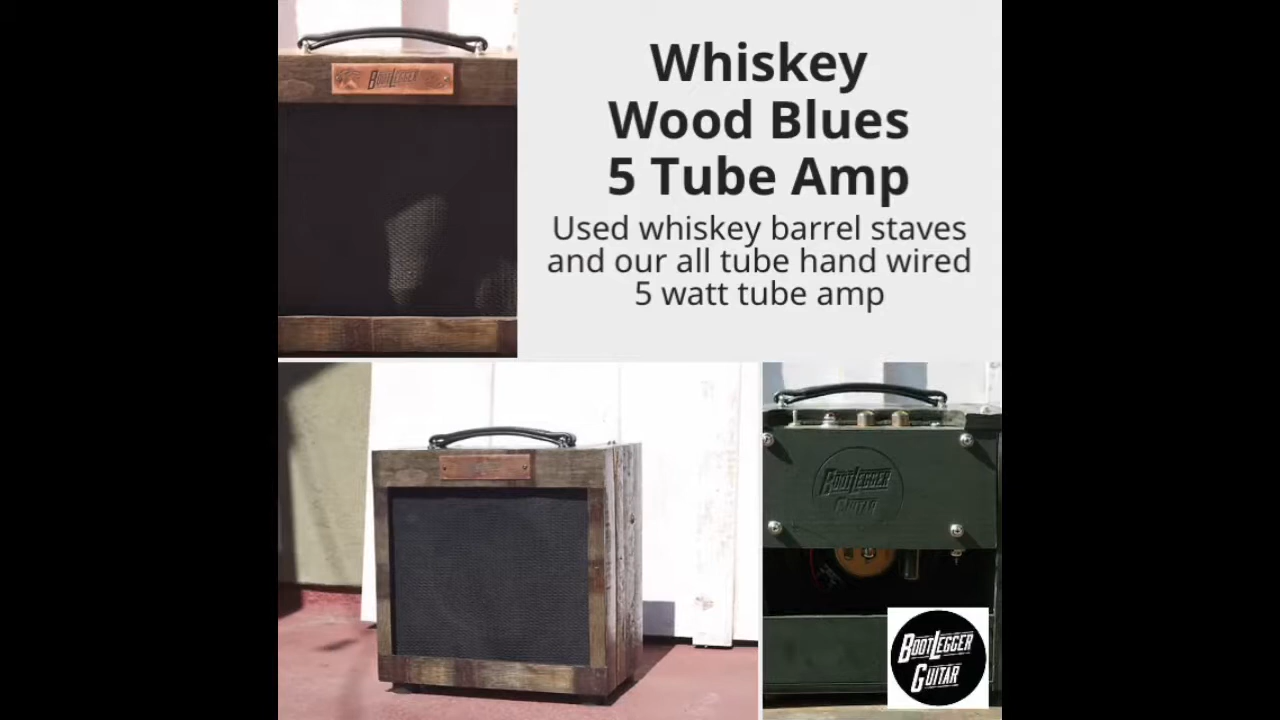 BOOTLEGGER
Whiskey
Wood Blues
5 Tube Amp
Used whiskey barrel staves
and our all tube hand wired
5 watt tube amp
BOOTLEGGER
GUITAR
BOOTLEGGER
GUITAR